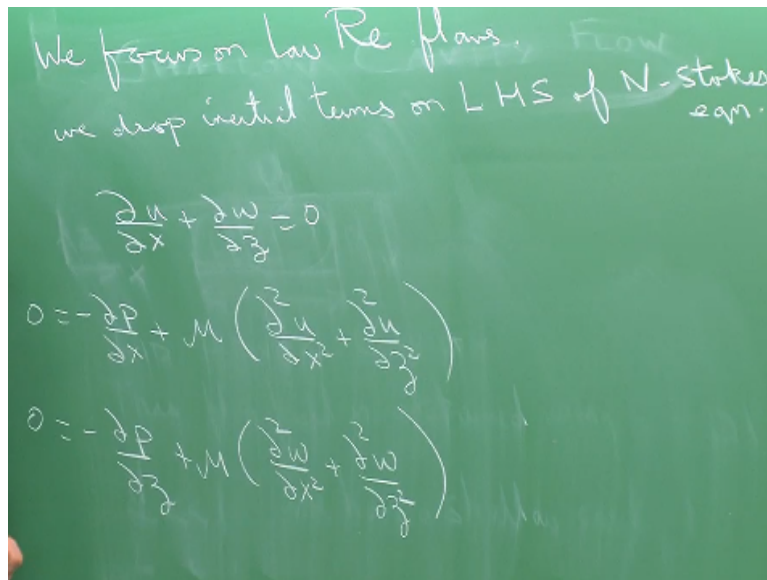 We focus on Low Re flows.
we drop inertial terms on LHS of N-Stokes
eqn.
∂u/∂x + ∂w/∂z = 0
0 = -∂p/∂x + μ(∂²u/∂x² + ∂²u/∂z²)
0 = -∂p/∂z + μ(∂²w/∂x² + ∂²w/∂z²)